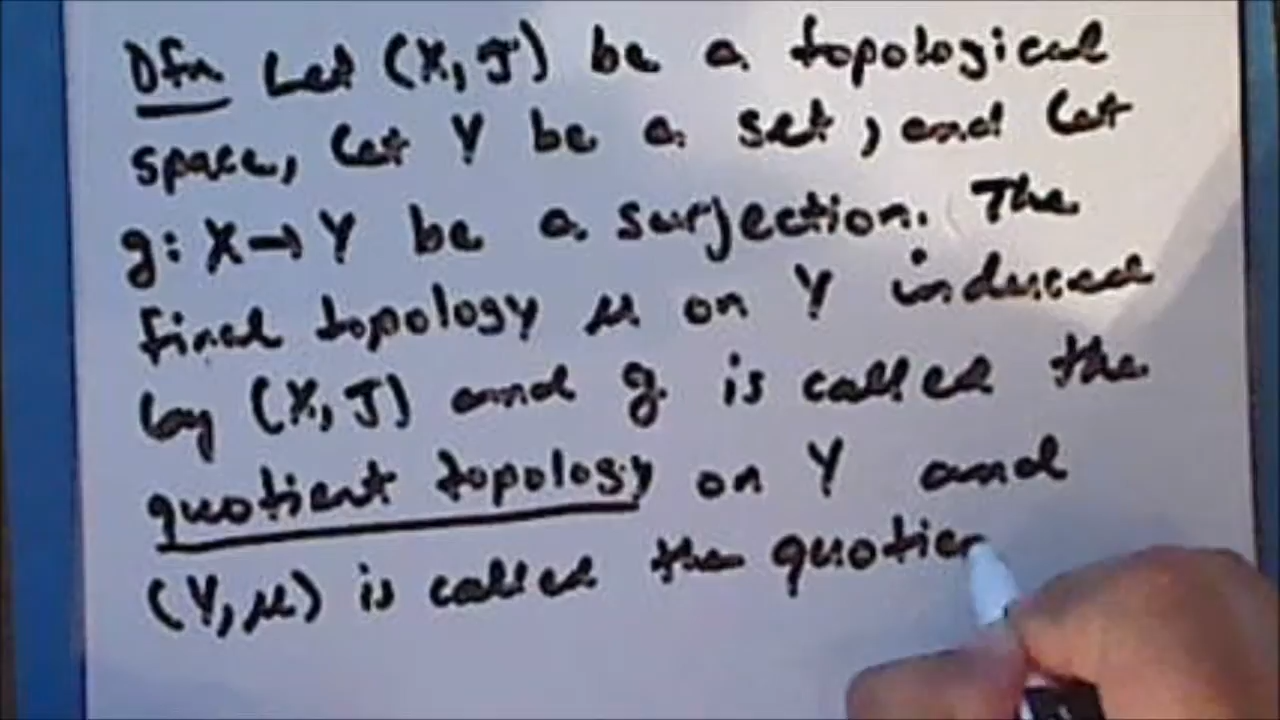 Dfn Let (X, J) be a topological
space, let Y be a set, and let
g: X → Y be a surjection. The
final topology μ on Y induced
by (X, J) and g is called the
quotient topology on Y and
(Y, μ) is called the quotien